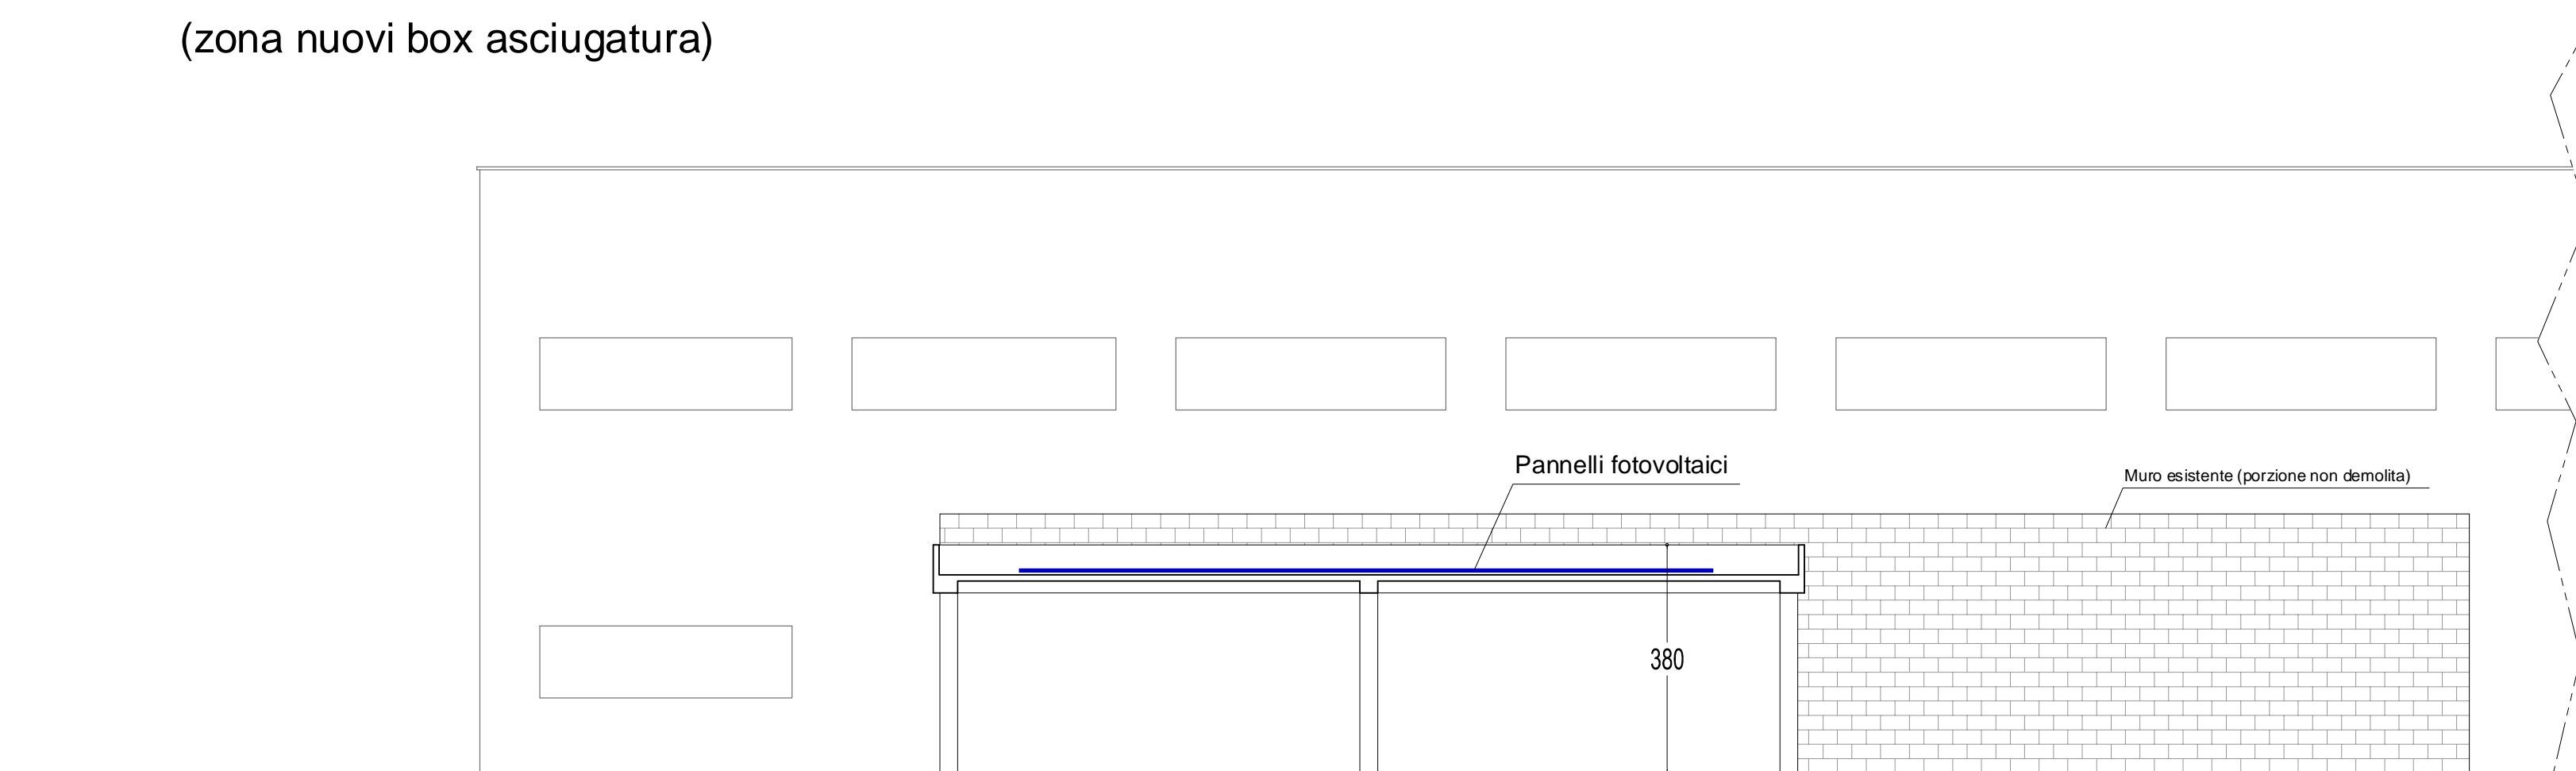 (zona nuovi box asciugatura)
Pannelli fotovoltaici
Muro esistente (porzione non demolita)
380